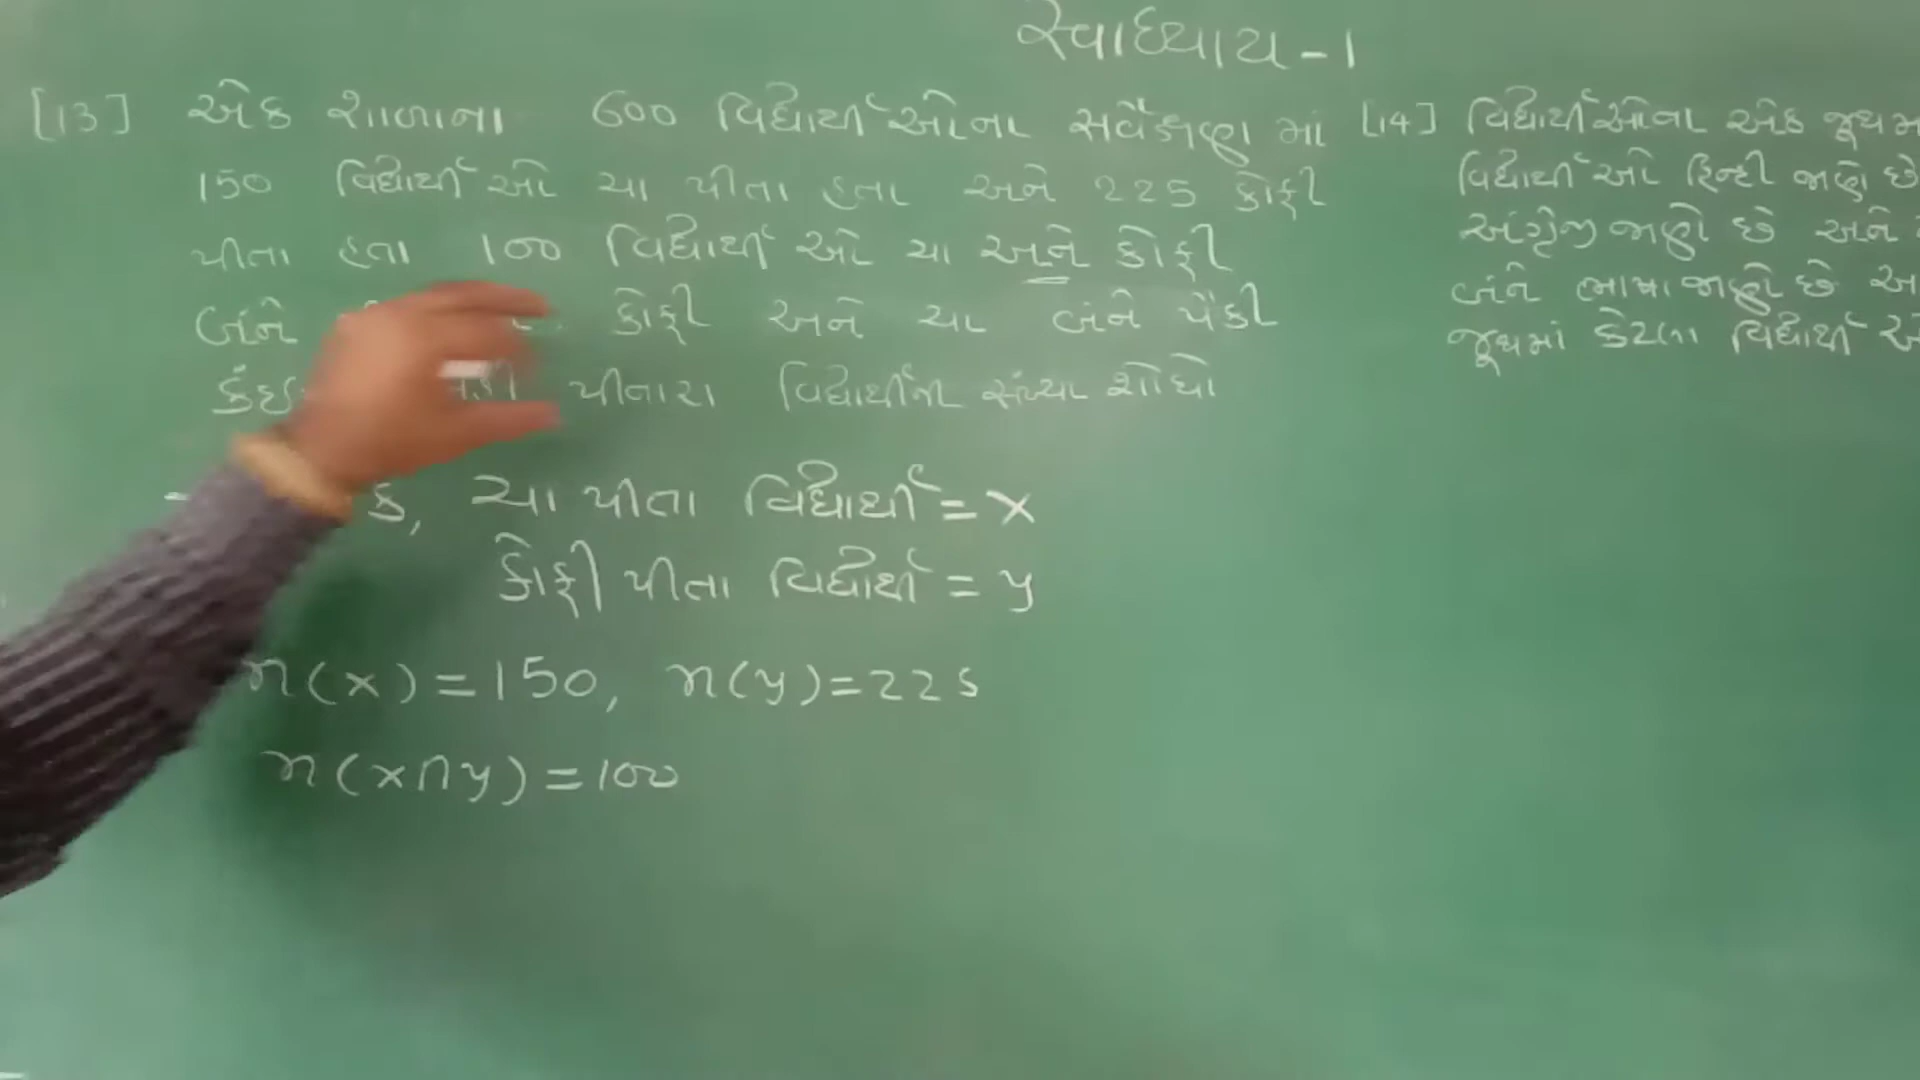 સ્વાધ્યાય - 1
[13] એક શાળાના 600 વિદ્યાર્થીઓના સર્વેક્ષણ માં
150 વિદ્યાર્થીઓ ચા પીતા હતા અને 225 કોફી
પીતા હતા 100 વિદ્યાર્થીઓ ચા અને કોફી
બંને કોફી અને ચા બંને પૈકી
પીનારા વિદ્યાર્થીની સંખ્યા શોધો
ચા પીતા વિદ્યાર્થી = x
કોફી પીતા વિદ્યાર્થી = y
n(x) = 150, n(y) = 225
n(x∩y) = 100
[14] વિદ્યાર્થીઓના એક જૂથમ
વિદ્યાર્થીઓ હિન્દી જાણે છે
અંગ્રેજી જાણે છે અને
બંને ભાષા જાણે છે અ
જૂથમાં કેટલા વિદ્યાર્થીઓ